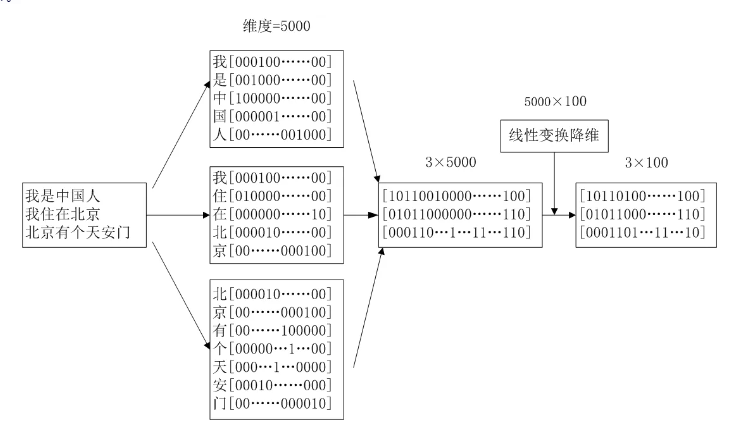 维度=5000
我是中国人
我住在北京
北京有个天安门
我[000100……00]
是[001000……00]
中[100000……00]
国[000001……00]
人[00……001000]
我[000100……00]
住[010000……00]
在[000000……10]
北[000010……00]
京[00……000100]
北[000010……00]
京[00……000100]
有[00……100000]
个[00000…1…00]
天[000…1…0000]
安[00010……000]
门[00……000010]
3×5000
[10110010000……100]
[01011000000……110]
[000110…1…11…110]
5000×100
线性变换降维
3×100
[10110100……100]
[01011000……110]
[0001101…11…10]